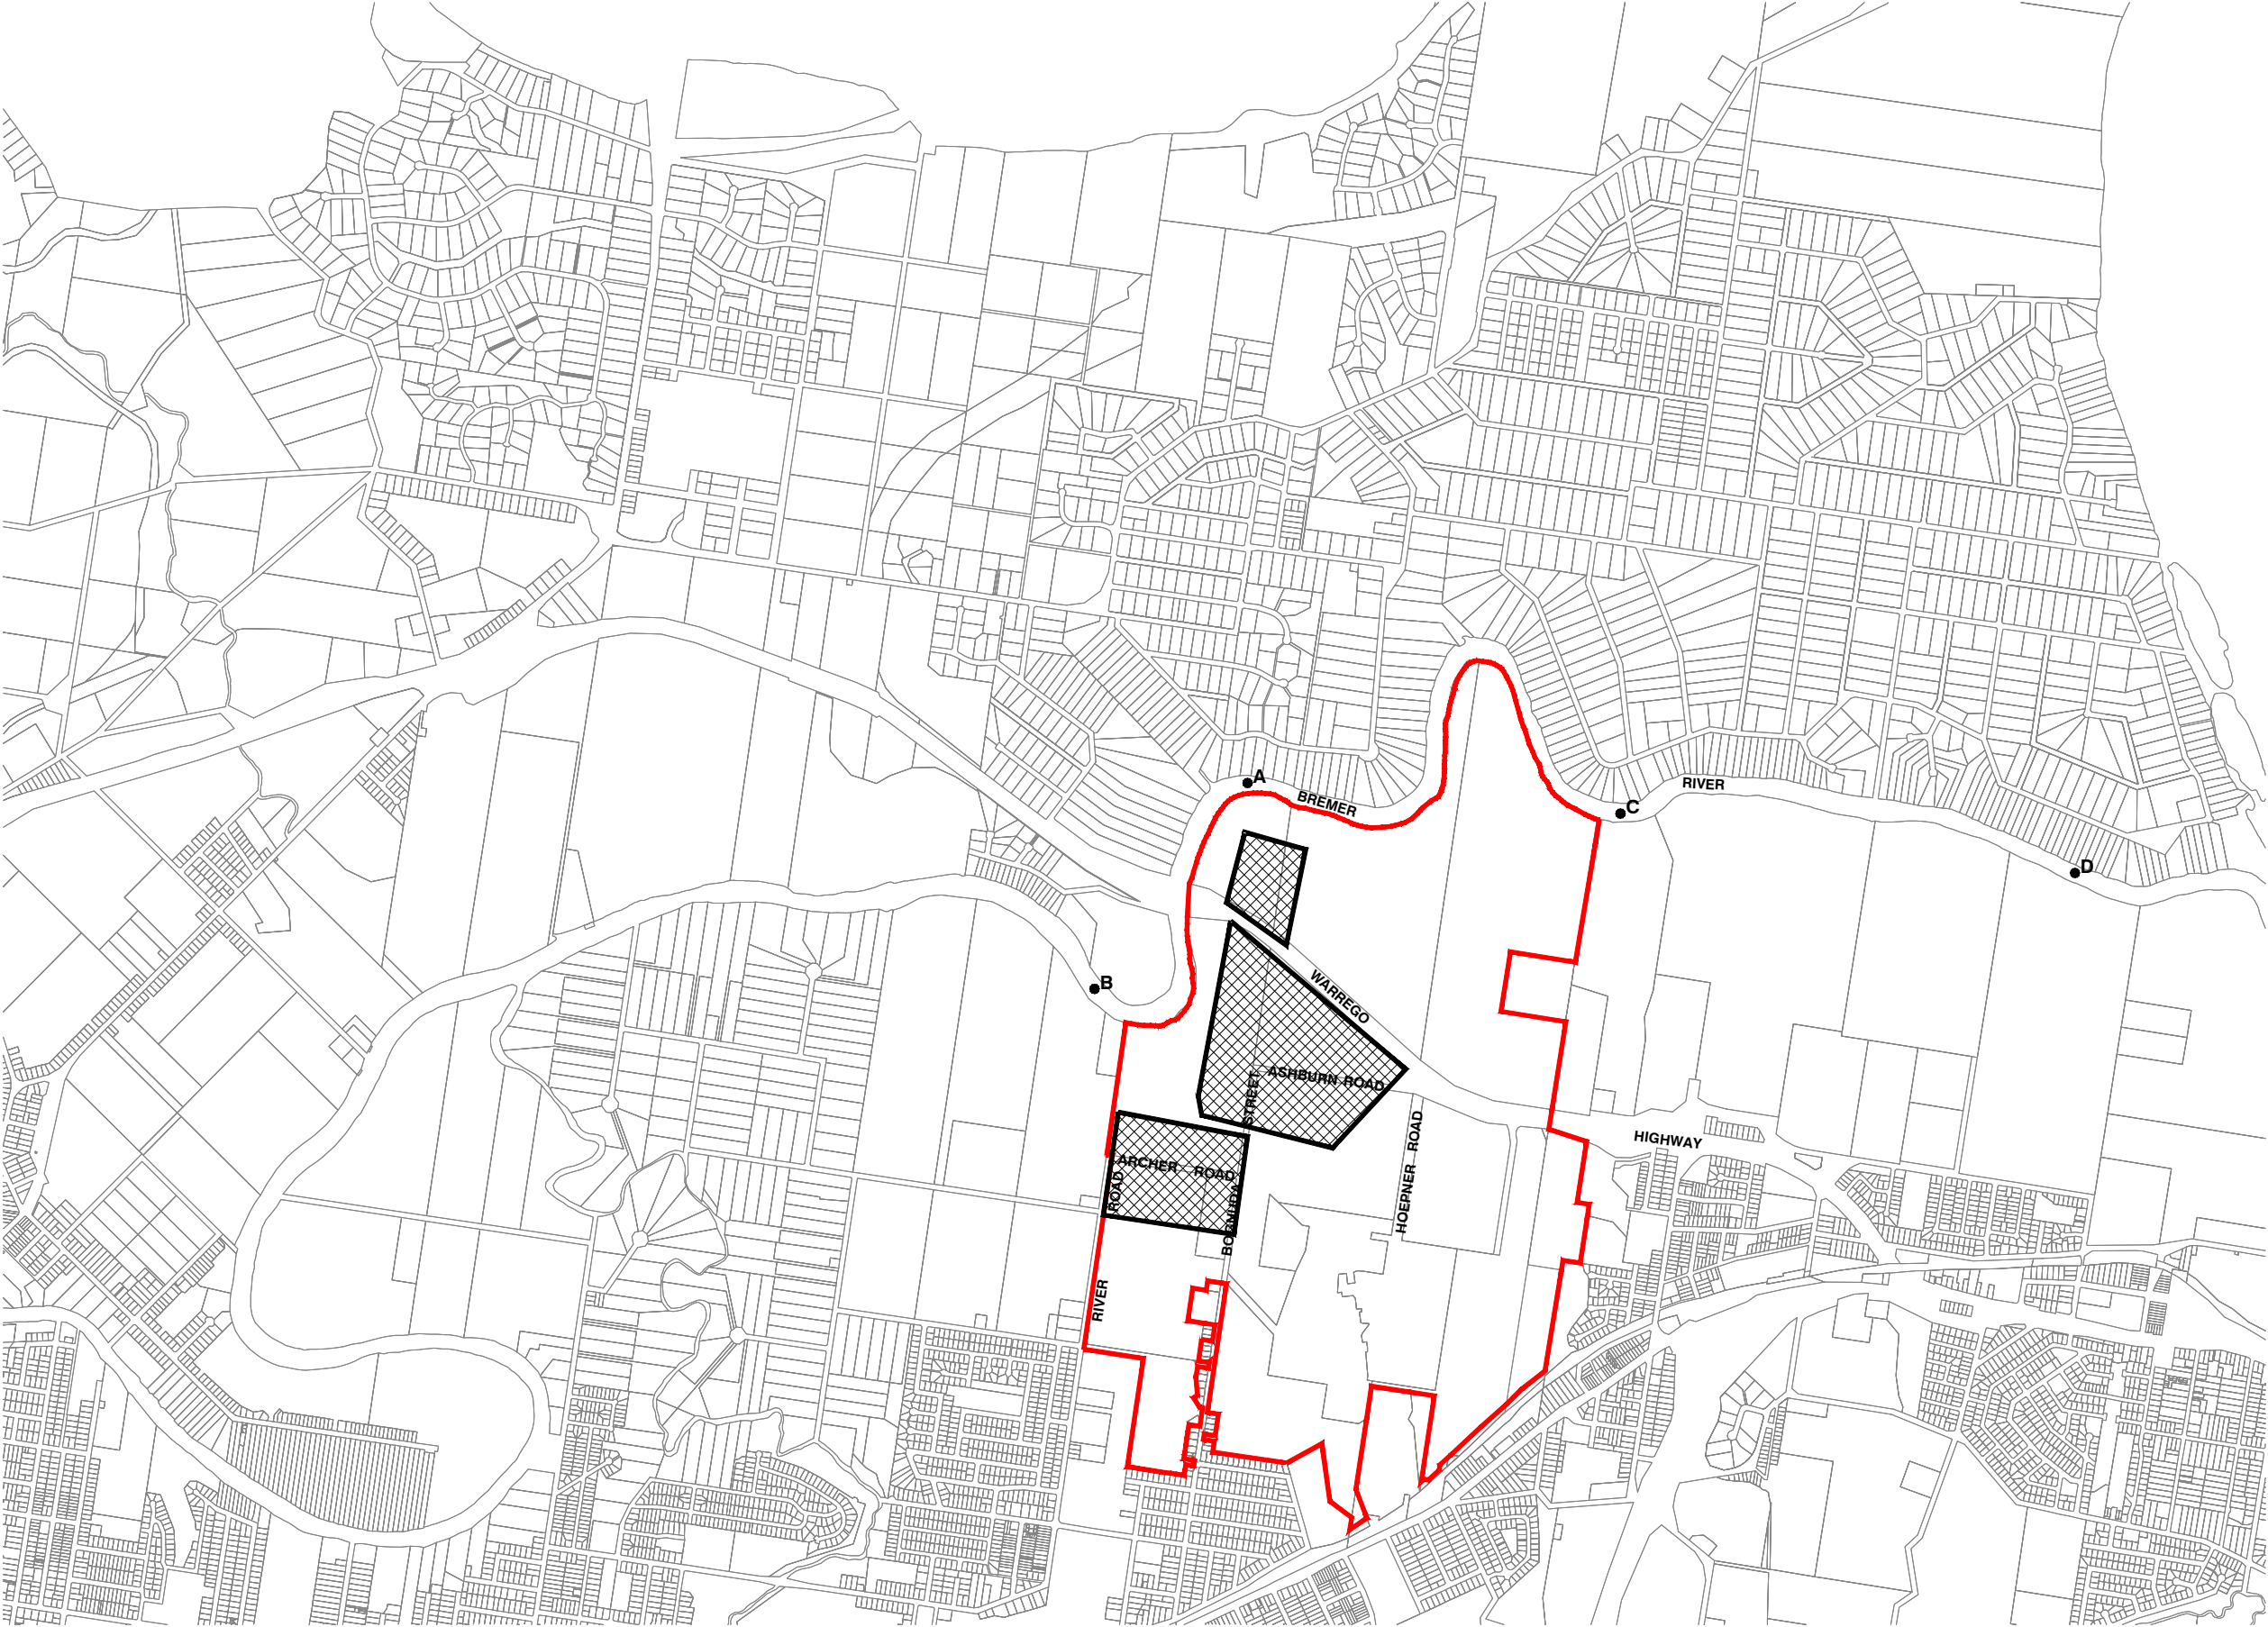 A
BREMER
RIVER
C
D
B
WARREGO
ASHBURN ROAD
STREET
HIGHWAY
ARCHER ROAD
ROAD
HOEPNER ROAD
RIVER